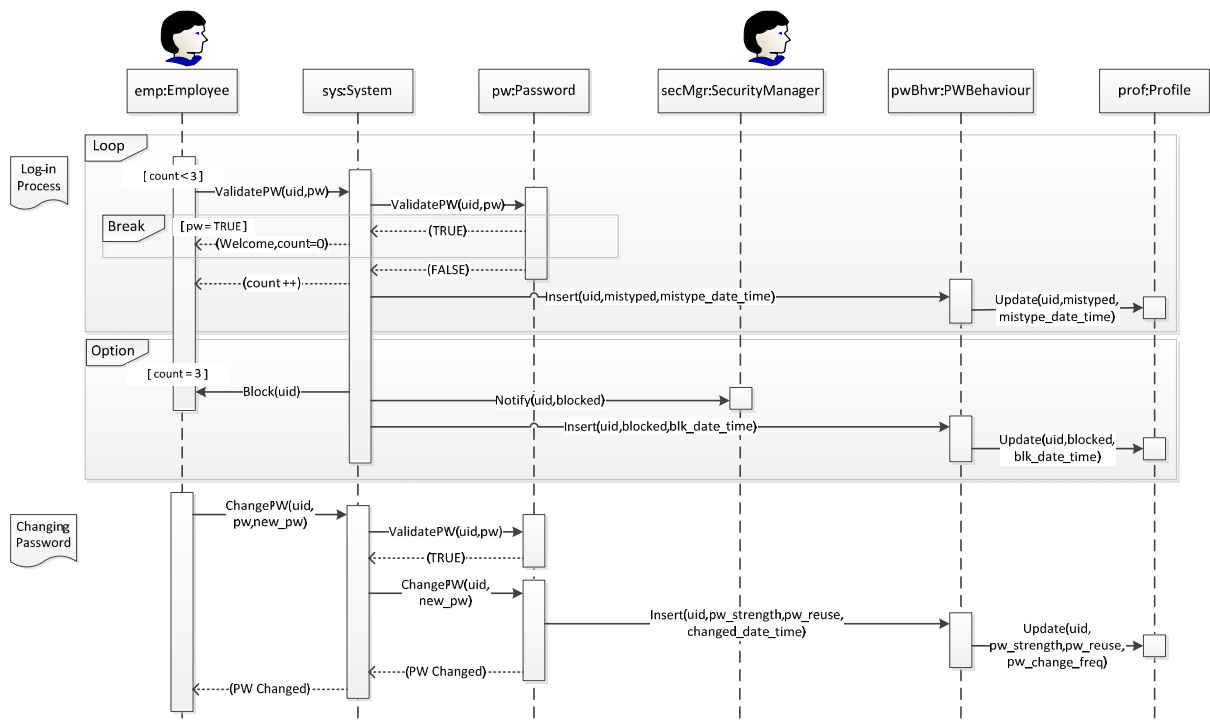 emp:Employee
sys:System
pw:Password
secMgr:SecurityManager
pwBhvr:PWBehaviour
prof:Profile
Loop
Log-in
Process
[ count < 3 ]
ValidatePW(uid,pw)
ValidatePW(uid,pw)
Break
[ pw = TRUE ]
(TRUE)
(Welcome,count=0)
(FALSE)
(count ++)
Insert(uid,mistyped,mistype_date_time)
Update(uid,mistyped,
mistype_date_time)
Option
[ count = 3 ]
Block(uid)
Notify(uid,blocked)
Insert(uid,blocked,blk_date_time)
Update(uid,blocked,
blk_date_time)
Changing
Password
ChangePW(uid,
pw,new_pw)
ValidatePW(uid,pw)
(TRUE)
ChangePW(uid,
new_pw)
Insert(uid,pw_strength,pw_reuse,
changed_date_time)
Update(uid,
pw_strength,pw_reuse,
pw_change_freq)
(PW Changed)
(PW Changed)